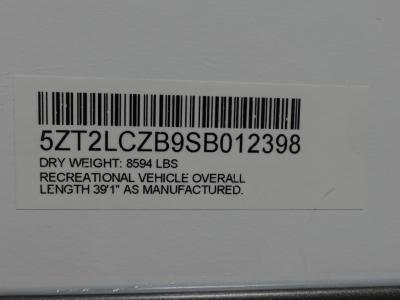 5ZT2LCZB9SB012398
DRY WEIGHT: 8594 LBS
RECREATIONAL VEHICLE OVERALL
LENGTH 39'1" AS MANUFACTURED.